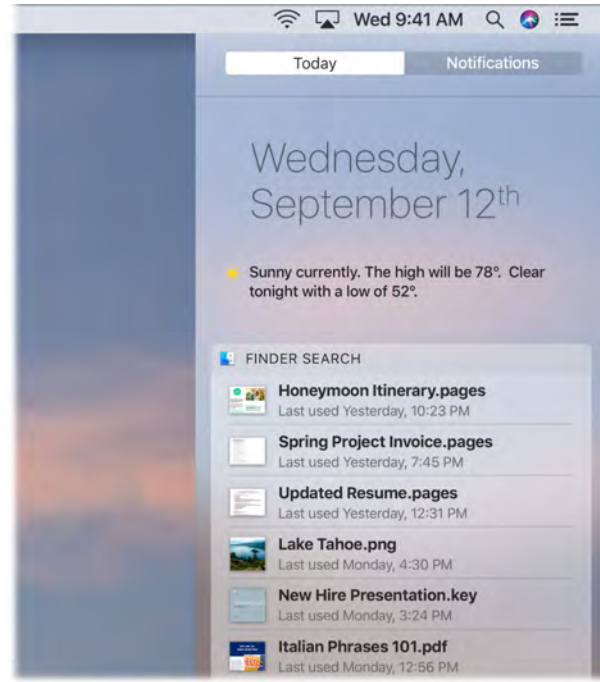 Wed 9:41 AM
Today
Notifications
Wednesday,
September 12th
Sunny currently. The high will be 78°. Clear
tonight with a low of 52°.
FINDER SEARCH
Honeymoon Itinerary.pages
Last used Yesterday, 10:23 PM
Spring Project Invoice.pages
Last used Yesterday, 7:45 PM
Updated Resume.pages
Last used Yesterday, 12:31 PM
Lake Tahoe.png
Last used Monday, 4:30 PM
New Hire Presentation.key
Last used Monday, 3:24 PM
Italian Phrases 101.pdf
Last used Monday, 12:56 PM